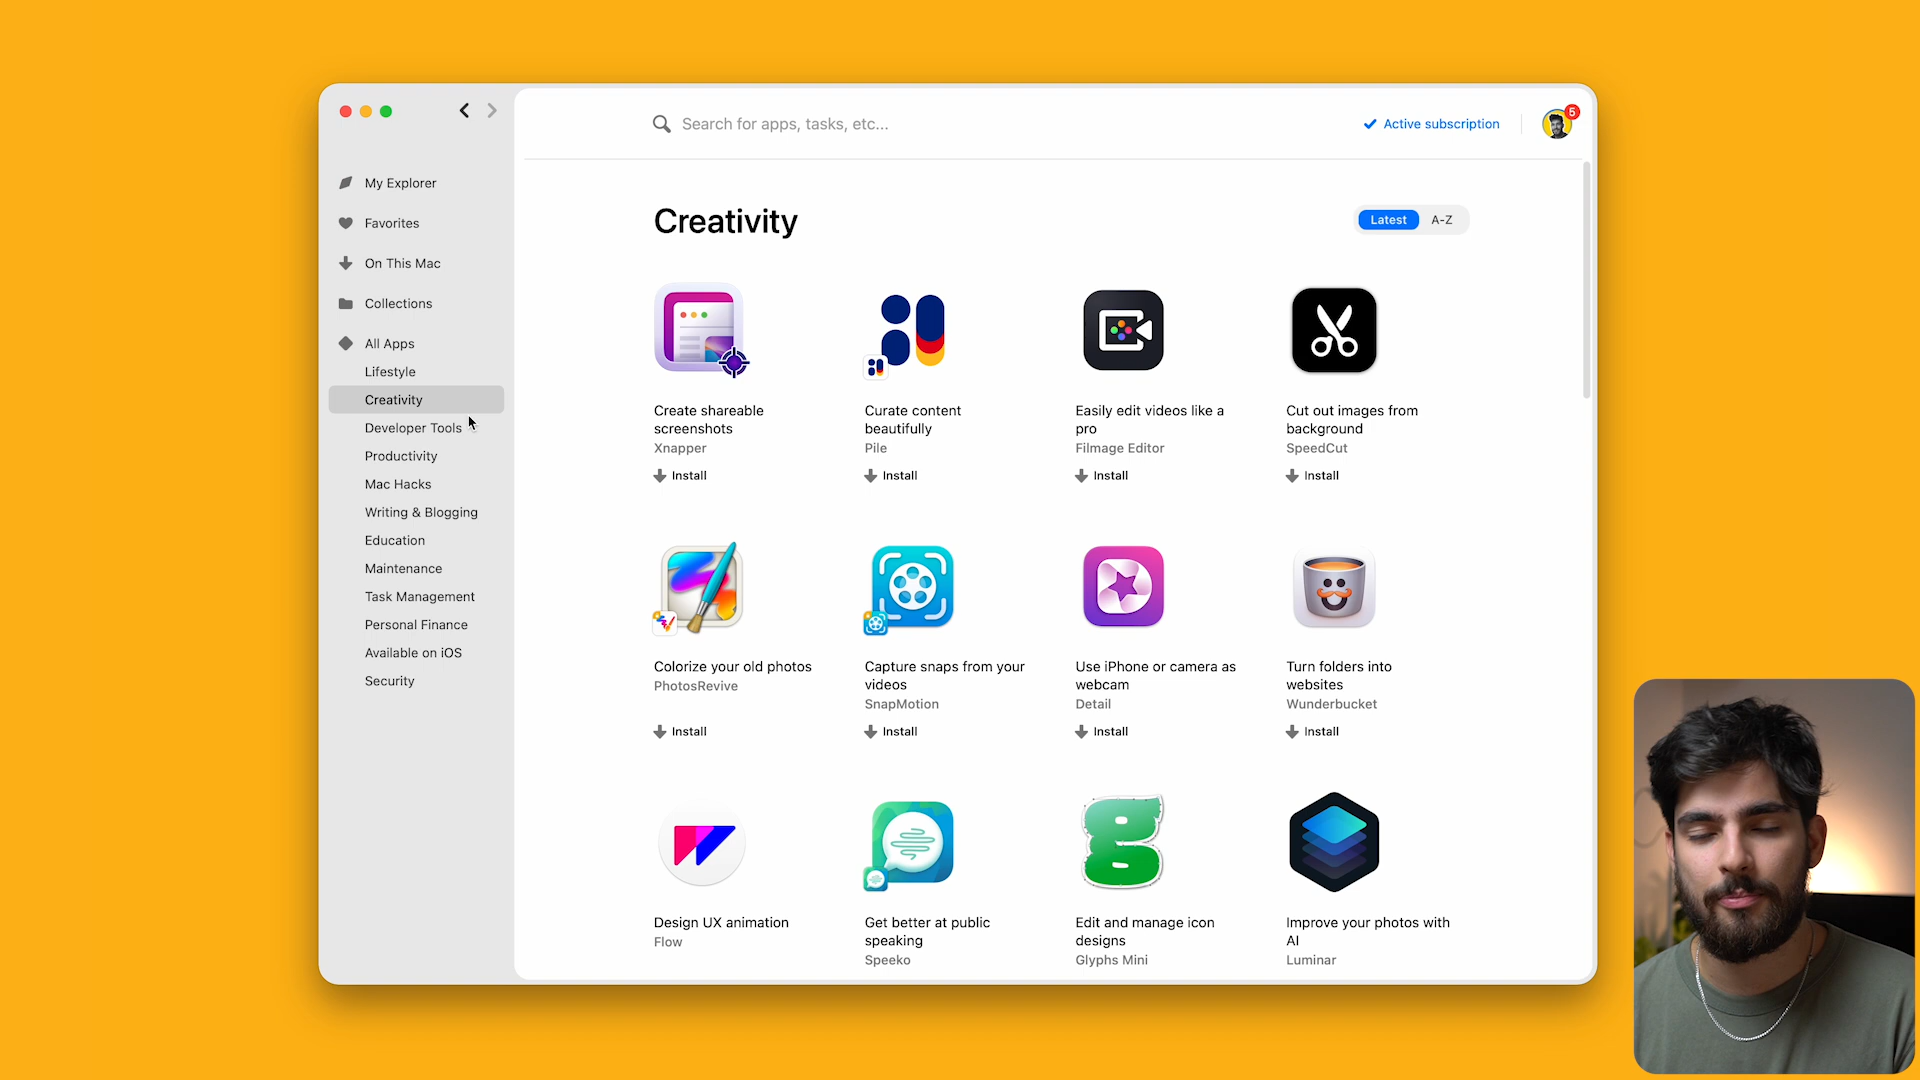 Search for apps, tasks, etc...
Active subscription
5
My Explorer
Favorites
On This Mac
Collections
All Apps
Lifestyle
Creativity
Developer Tools
Productivity
Mac Hacks
Writing & Blogging
Education
Maintenance
Task Management
Personal Finance
Available on iOS
Security
Creativity
Latest
A-Z
Create shareable
screenshots
Xnapper
Install
Curate content
beautifully
Pile
Install
Easily edit videos like a
pro
Filmage Editor
Install
Cut out images from
background
SpeedCut
Install
Colorize your old photos
PhotosRevive
Install
Capture snaps from your
videos
SnapMotion
Install
Use iPhone or camera as
webcam
Detail
Install
Turn folders into
websites
Wunderbucket
Install
Design UX animation
Flow
Get better at public
speaking
Speeko
Edit and manage icon
designs
Glyphs Mini
Improve your photos with
AI
Luminar